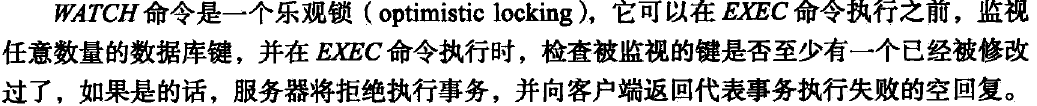 WATCH 命令是一个乐观锁（optimistic locking），它可以在 EXEC 命令执行之前，监视
任意数量的数据库键，并在 EXEC 命令执行时，检查被监视的键是否至少有一个已经被修改
过了，如果是的话，服务器将拒绝执行事务，并向客户端返回代表事务执行失败的空回复。